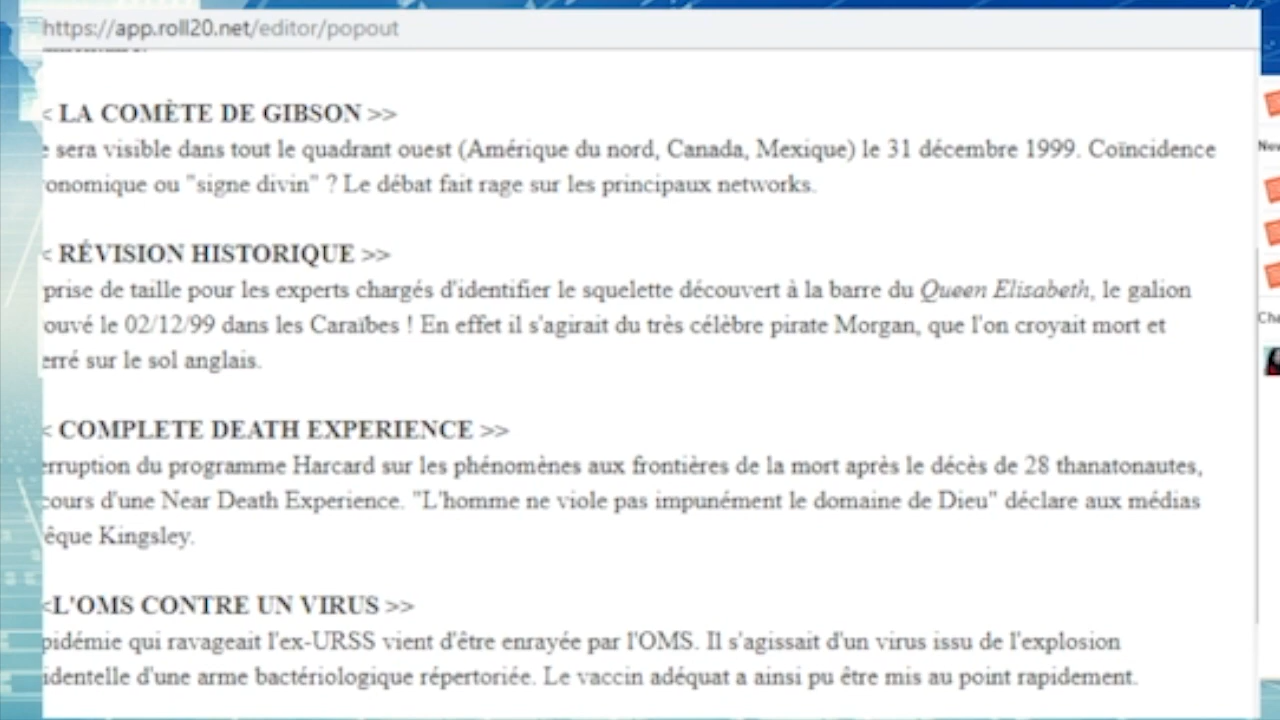 https://app.roll20.net/editor/popout
< LA COMÈTE DE GIBSON >>
e sera visible dans tout le quadrant ouest (Amérique du nord, Canada, Mexique) le 31 décembre 1999. Coïncidence
onomique ou "signe divin" ? Le débat fait rage sur les principaux networks.
< RÉVISION HISTORIQUE >>
prise de taille pour les experts chargés d'identifier le squelette découvert à la barre du Queen Elisabeth, le galion
ouvé le 02/12/99 dans les Caraïbes ! En effet il s'agirait du très célèbre pirate Morgan, que l'on croyait mort et
erré sur le sol anglais.
< COMPLETE DEATH EXPERIENCE >>
erruption du programme Harcard sur les phénomènes aux frontières de la mort après le décès de 28 thanatonautes,
cours d'une Near Death Experience. "L'homme ne viole pas impunément le domaine de Dieu" déclare aux médias
êque Kingsley.
<L'OMS CONTRE UN VIRUS >>
pidémie qui ravageait l'ex-URSS vient d'être enrayée par l'OMS. Il s'agissait d'un virus issu de l'explosion
identelle d'une arme bactériologique répertoriée. Le vaccin adéquat a ainsi pu être mis au point rapidement.